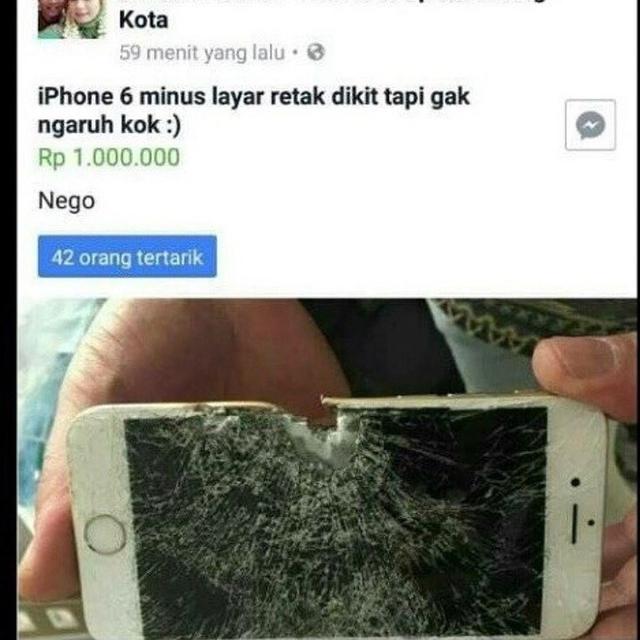 Kota
59 menit yang lalu
iPhone 6 minus layar retak dikit tapi gak
ngaruh kok :)
Rp 1.000.000
Nego
42 orang tertarik